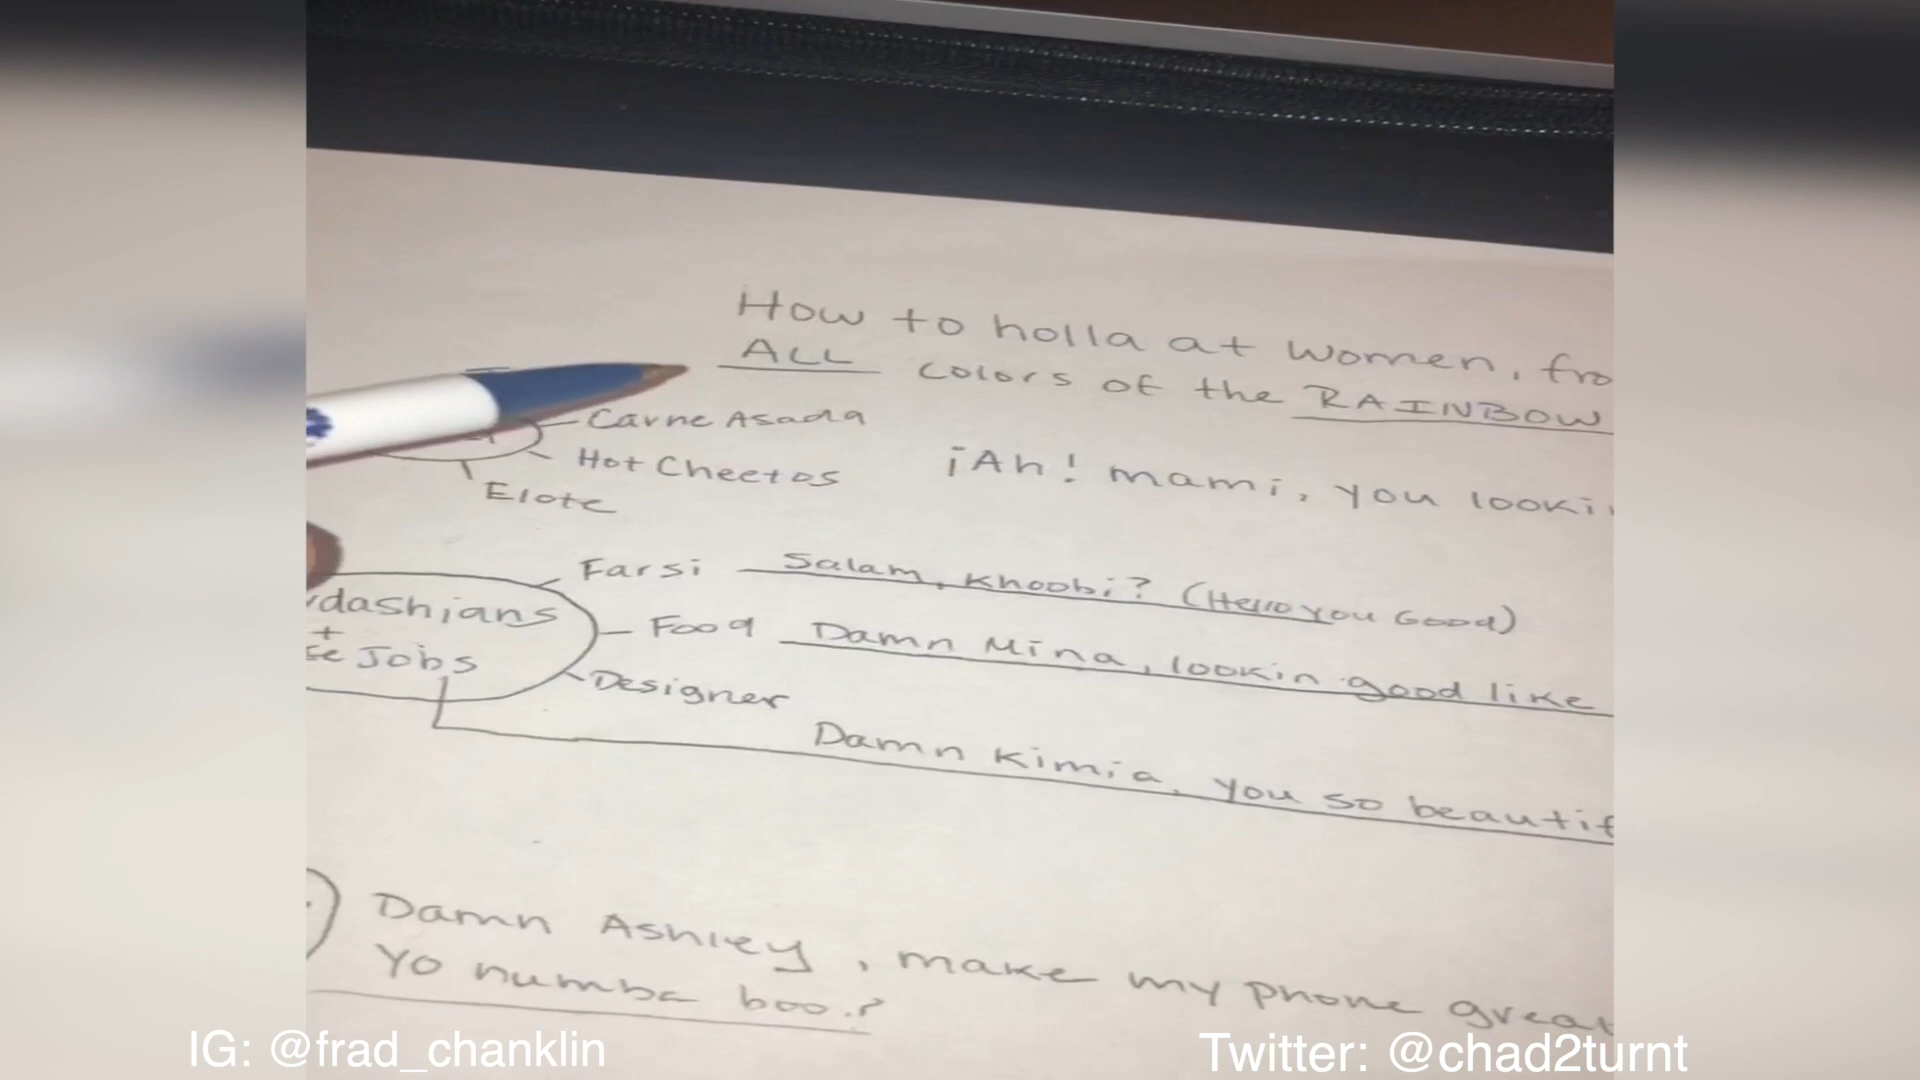 How to holla at women, fro
ALL colors of the RAINBOW
Carne Asada
Hot Cheetos
Elote
¡Ah! mami, you looki
Farsi Salam, Khoobi? (Hello you Good)
dashians
+
se Jobs
Food Damn Mina, lookin good like
Designer
Damn Kimia, you so beautif
Damn Ashley, make my phone great
Yo numba boo.?
IG: @frad_chanklin
Twitter: @chad2turnt